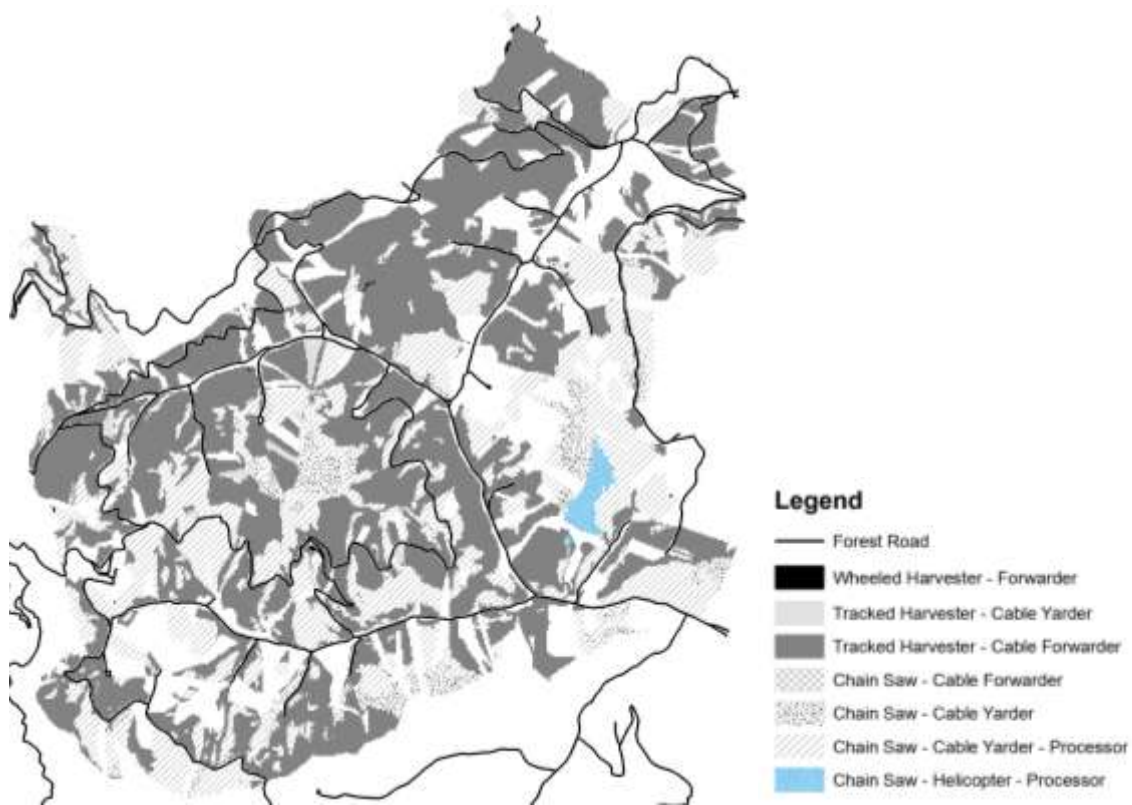 Legend
Forest Road
Wheeled Harvester - Forwarder
Tracked Harvester - Cable Yarder
Tracked Harvester - Cable Forwarder
Chain Saw - Cable Forwarder
Chain Saw - Cable Yarder
Chain Saw - Cable Yarder - Processor
Chain Saw - Helicopter - Processor